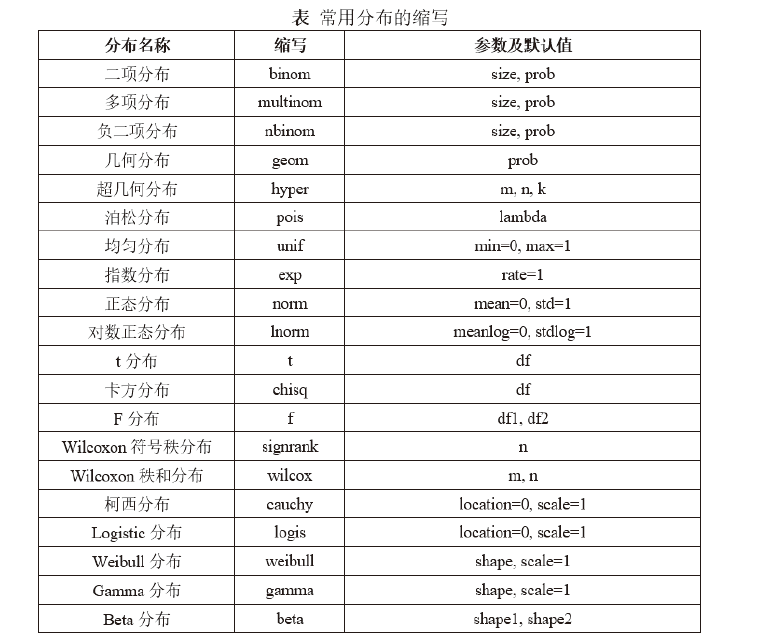 表 常用分布的缩写
分布名称 缩写 参数及默认值
二项分布 binom size, prob
多项分布 multinom size, prob
负二项分布 nbinom size, prob
几何分布 geom prob
超几何分布 hyper m, n, k
泊松分布 pois lambda
均匀分布 unif min=0, max=1
指数分布 exp rate=1
正态分布 norm mean=0, std=1
对数正态分布 lnorm meanlog=0, stdlog=1
t 分布 t df
卡方分布 chisq df
F 分布 f df1, df2
Wilcoxon 符号秩分布 signrank n
Wilcoxon 秩和分布 wilcox m, n
柯西分布 cauchy location=0, scale=1
Logistic 分布 logis location=0, scale=1
Weibull 分布 weibull shape, scale=1
Gamma 分布 gamma shape, scale=1
Beta 分布 beta shape1, shape2